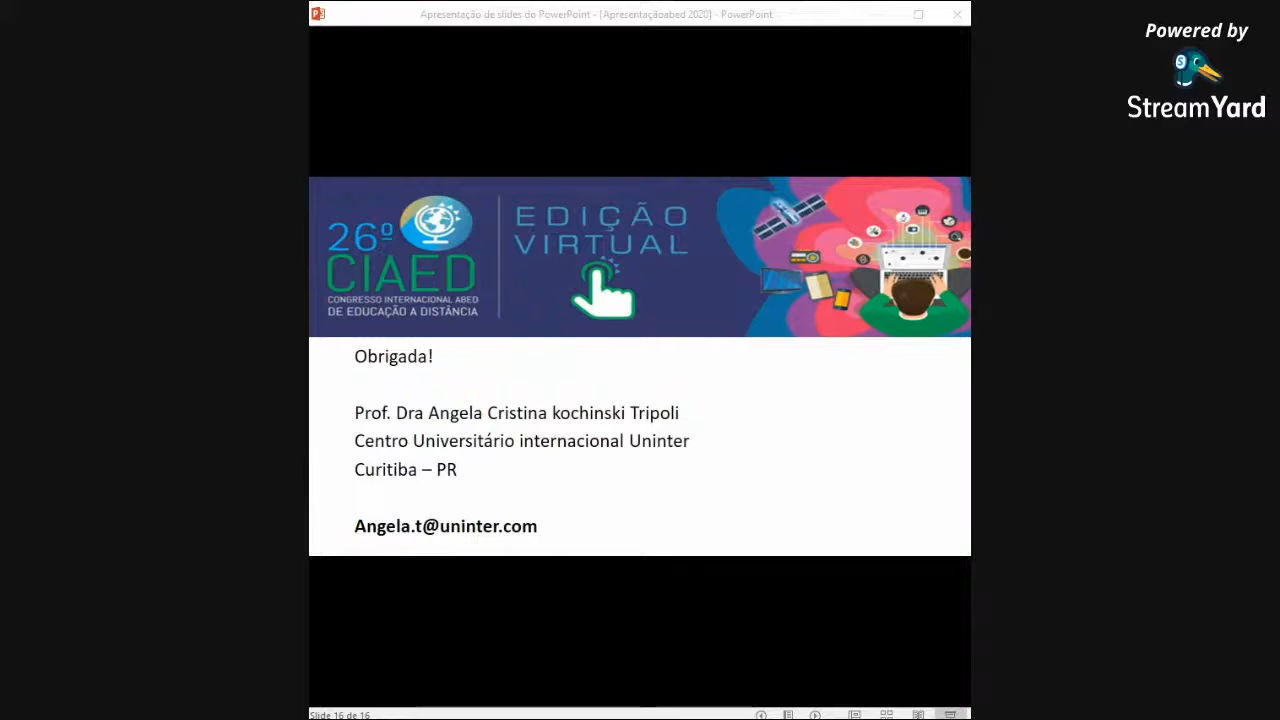 Apresentação de slides do PowerPoint - [Apresentaçãoabed 2020] - PowerPoint
Powered by
StreamYard
26º
CIAED
CONGRESSO INTERNACIONAL ABED
DE EDUCAÇÃO A DISTÂNCIA
EDIÇÃO
VIRTUAL
Obrigada!
Prof. Dra Angela Cristina kochinski Tripoli
Centro Universitário internacional Uninter
Curitiba – PR
Angela.t@uninter.com
Slide 16 de 16